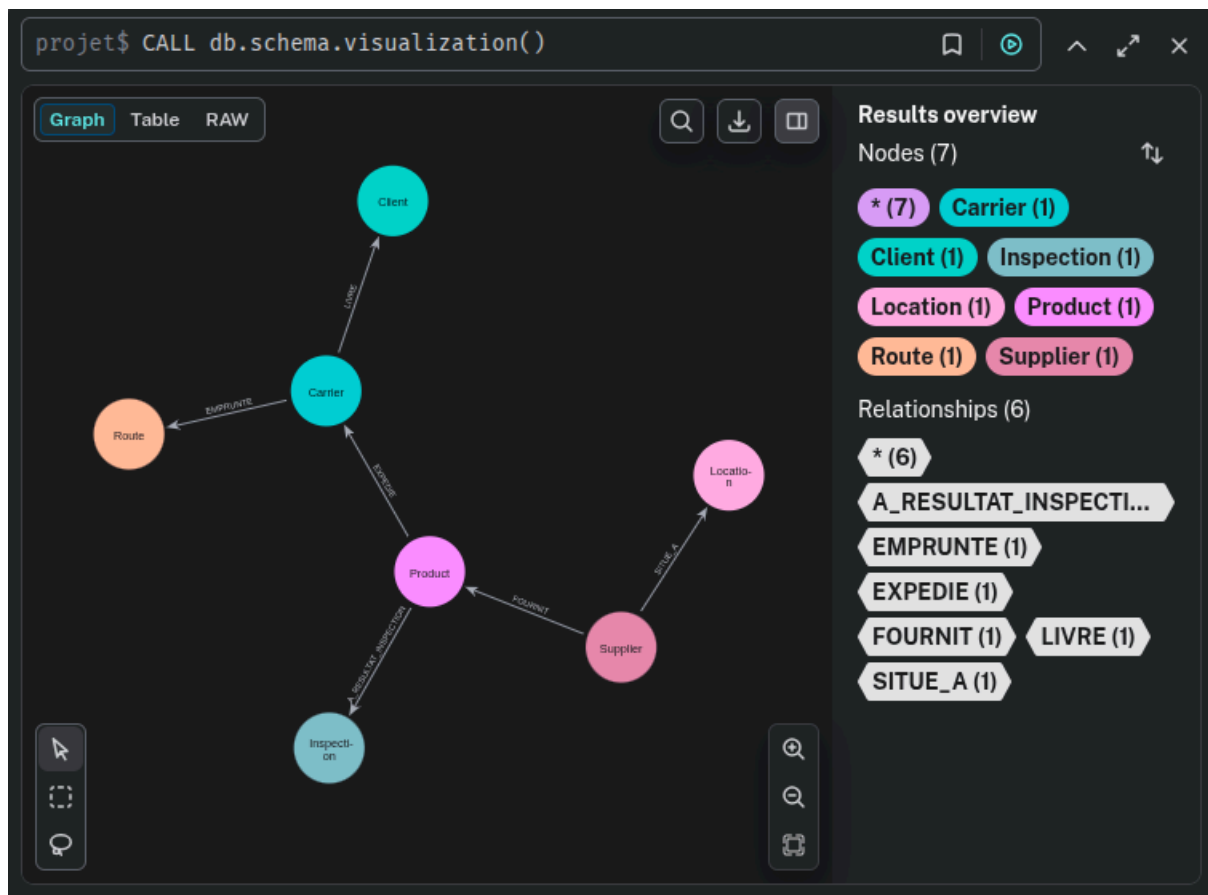 projet$ CALL db.schema.visualization()
Graph Table RAW
Client
LIVRE
Carrier
EMPRUNTE
Route
EXPEDIE
Locatio-
n
SITUE_A
Product
FOURNIT
Supplier
A_RESULTAT_INSPECTION
Inspecti-
on
Results overview
Nodes (7)
* (7) Carrier (1)
Client (1) Inspection (1)
Location (1) Product (1)
Route (1) Supplier (1)
Relationships (6)
* (6)
A_RESULTAT_INSPECTI...
EMPRUNTE (1)
EXPEDIE (1)
FOURNIT (1) LIVRE (1)
SITUE_A (1)